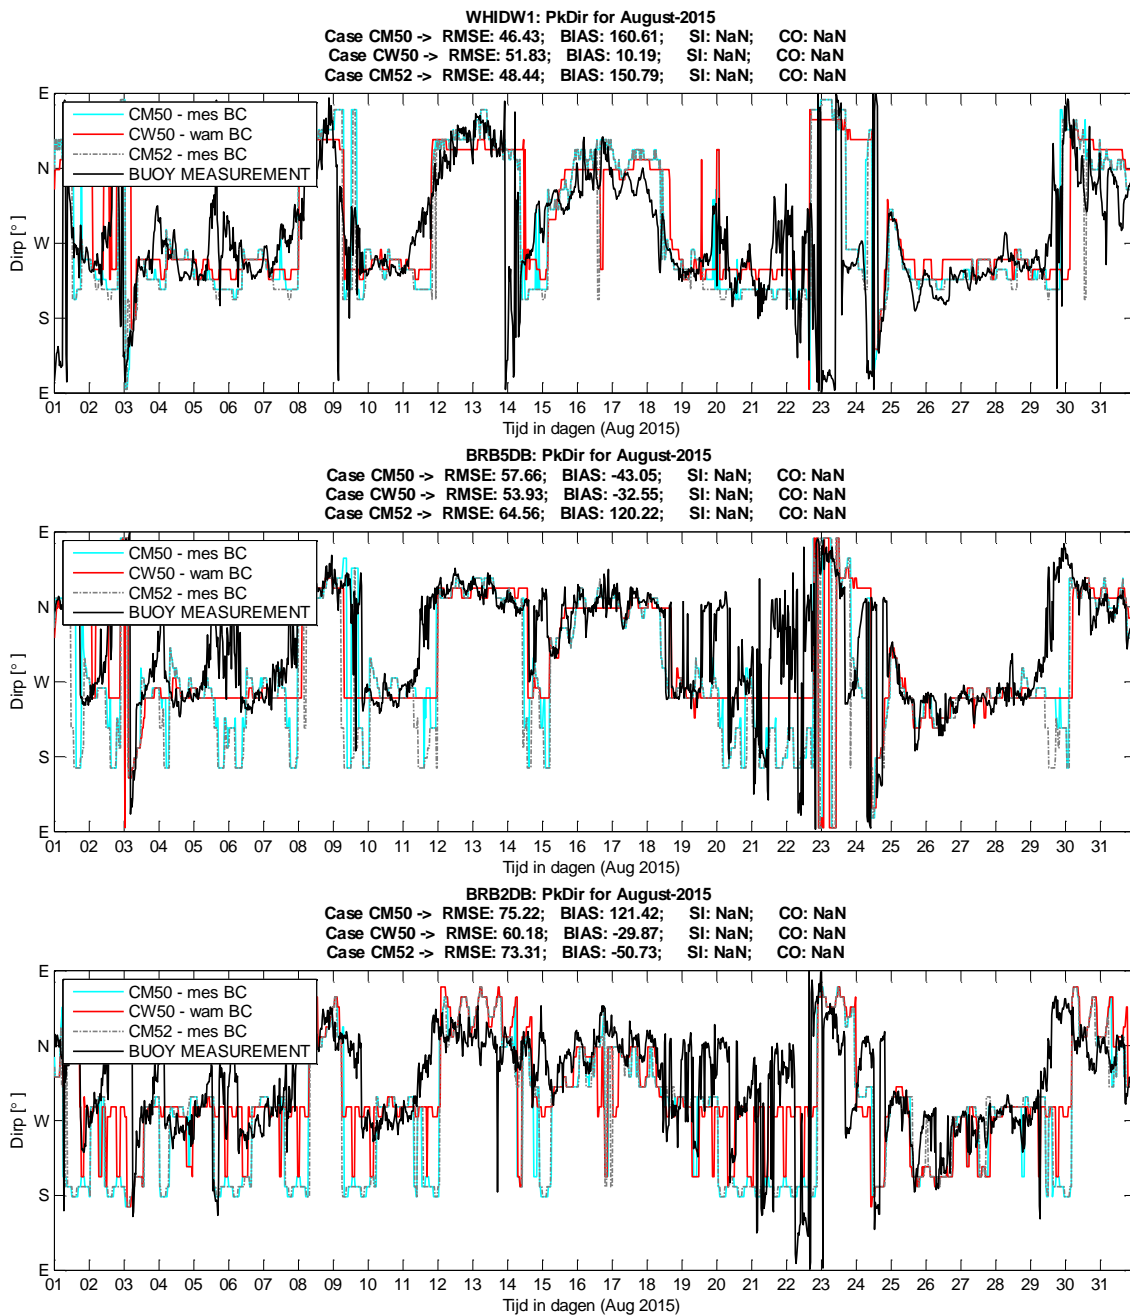 WHIDW1: PkDir for August-2015
Case CM50 -> RMSE: 46.43; BIAS: 160.61; SI: NaN; CO: NaN
Case CW50 -> RMSE: 51.83; BIAS: 10.19; SI: NaN; CO: NaN
Case CM52 -> RMSE: 48.44; BIAS: 150.79; SI: NaN; CO: NaN
E
CM50 - mes BC
CW50 - wam BC
CM52 - mes BC
BUOY MEASUREMENT
N
W
S
E
Dirp [°]
01 02 03 04 05 06 07 08 09 10 11 12 13 14 15 16 17 18 19 20 21 22 23 24 25 26 27 28 29 30 31
Tijd in dagen (Aug 2015)
BRB5DB: PkDir for August-2015
Case CM50 -> RMSE: 57.66; BIAS: -43.05; SI: NaN; CO: NaN
Case CW50 -> RMSE: 53.93; BIAS: -32.55; SI: NaN; CO: NaN
Case CM52 -> RMSE: 64.56; BIAS: 120.22; SI: NaN; CO: NaN
E
CM50 - mes BC
CW50 - wam BC
CM52 - mes BC
BUOY MEASUREMENT
N
W
S
E
Dirp [°]
01 02 03 04 05 06 07 08 09 10 11 12 13 14 15 16 17 18 19 20 21 22 23 24 25 26 27 28 29 30 31
Tijd in dagen (Aug 2015)
BRB2DB: PkDir for August-2015
Case CM50 -> RMSE: 75.22; BIAS: 121.42; SI: NaN; CO: NaN
Case CW50 -> RMSE: 60.18; BIAS: -29.87; SI: NaN; CO: NaN
Case CM52 -> RMSE: 73.31; BIAS: -50.73; SI: NaN; CO: NaN
E
CM50 - mes BC
CW50 - wam BC
CM52 - mes BC
BUOY MEASUREMENT
N
W
S
E
Dirp [°]
01 02 03 04 05 06 07 08 09 10 11 12 13 14 15 16 17 18 19 20 21 22 23 24 25 26 27 28 29 30 31
Tijd in dagen (Aug 2015)